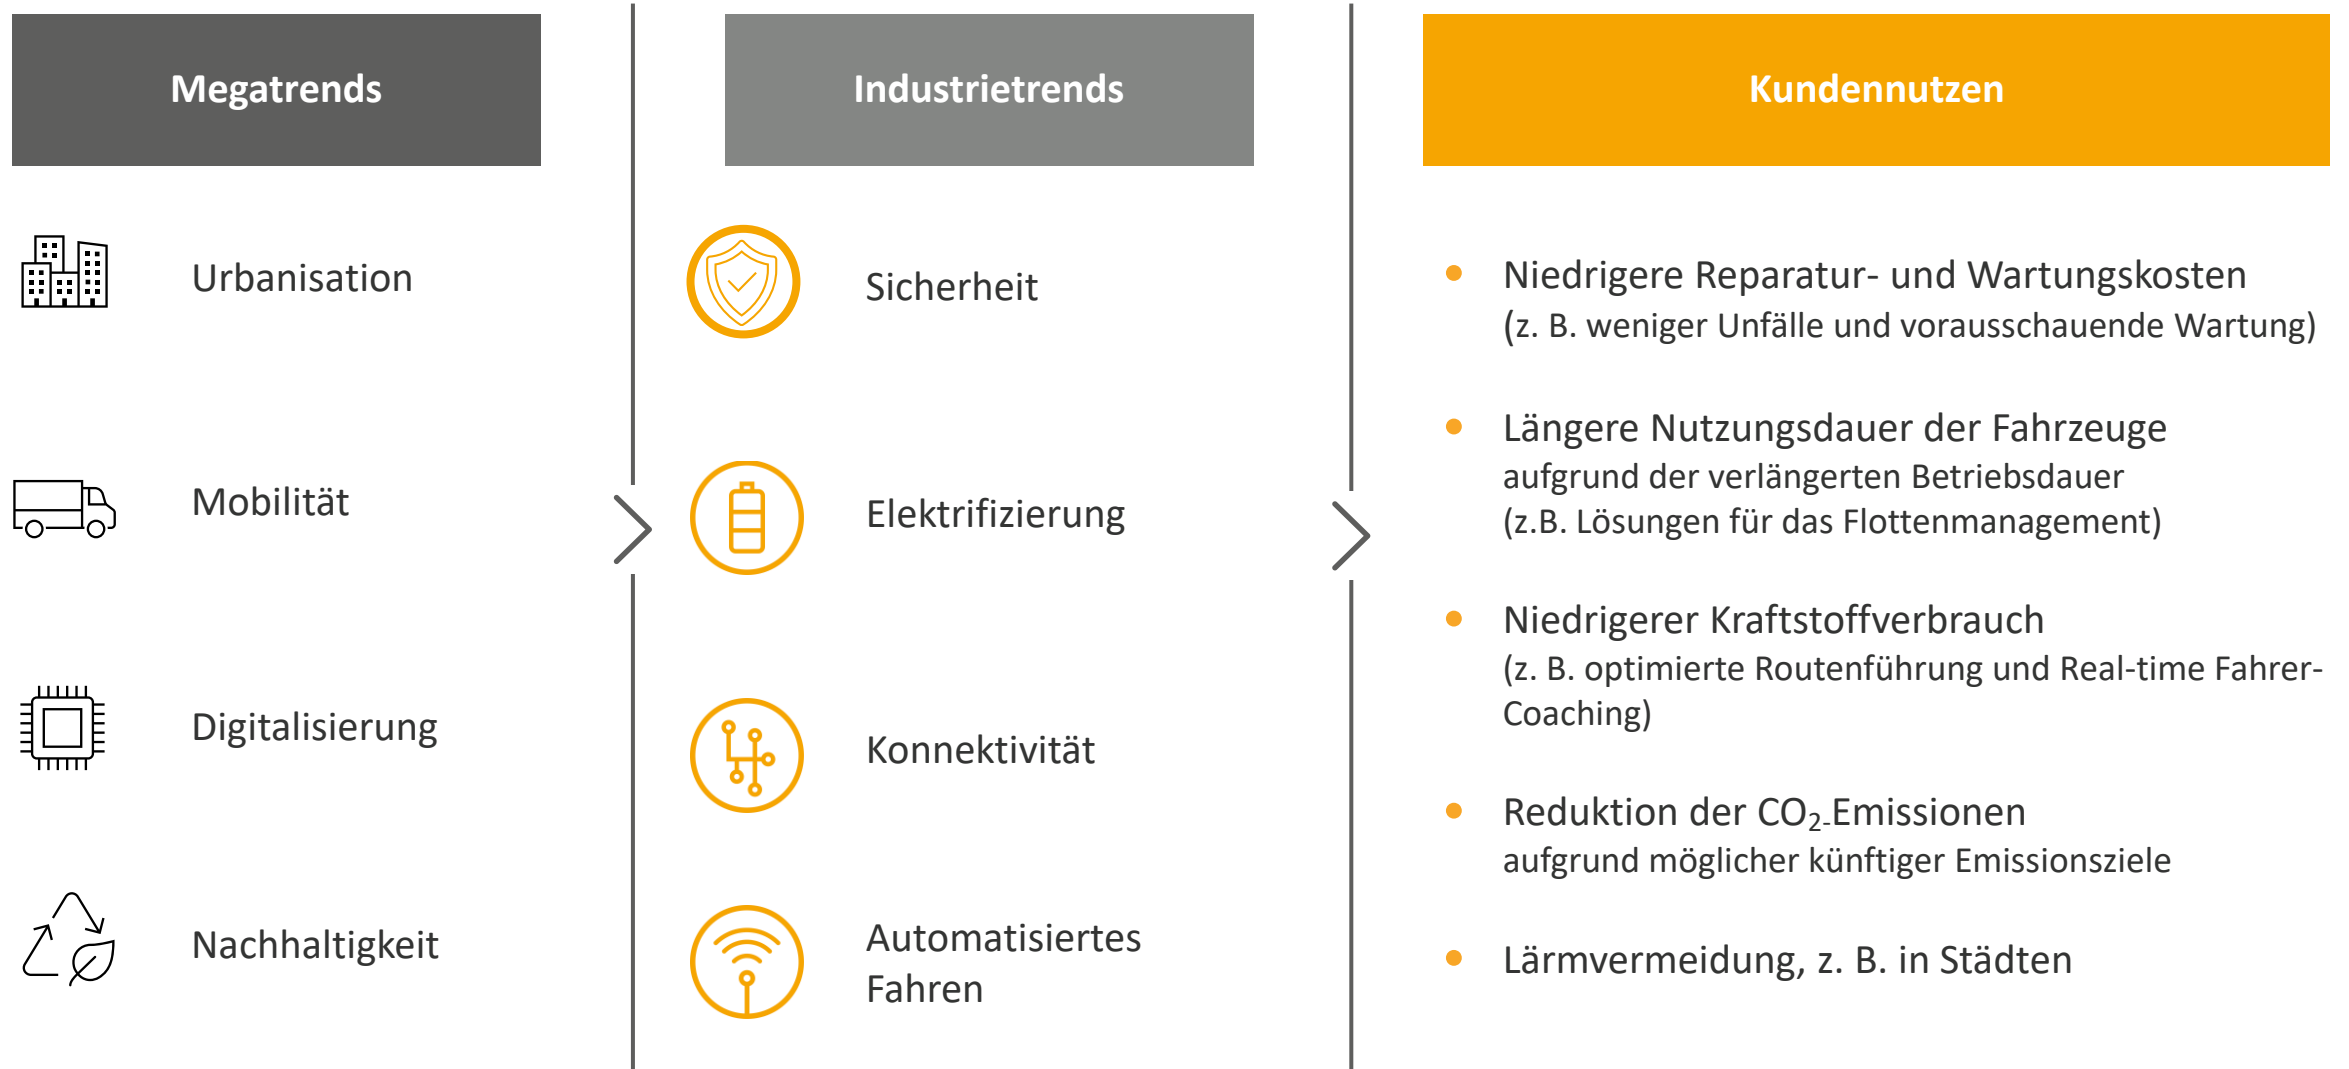 Megatrends
Urbanisation
Mobilität
Digitalisierung
Nachhaltigkeit
Industrietrends
Sicherheit
Elektrifizierung
Konnektivität
Automatisiertes
Fahren
Kundennutzen
• Niedrigere Reparatur- und Wartungskosten
(z. B. weniger Unfälle und vorausschauende Wartung)
• Längere Nutzungsdauer der Fahrzeuge
aufgrund der verlängerten Betriebsdauer
(z.B. Lösungen für das Flottenmanagement)
• Niedrigerer Kraftstoffverbrauch
(z. B. optimierte Routenführung und Real-time Fahrer-
Coaching)
• Reduktion der CO₂-Emissionen
aufgrund möglicher künftiger Emissionsziele
• Lärmvermeidung, z. B. in Städten